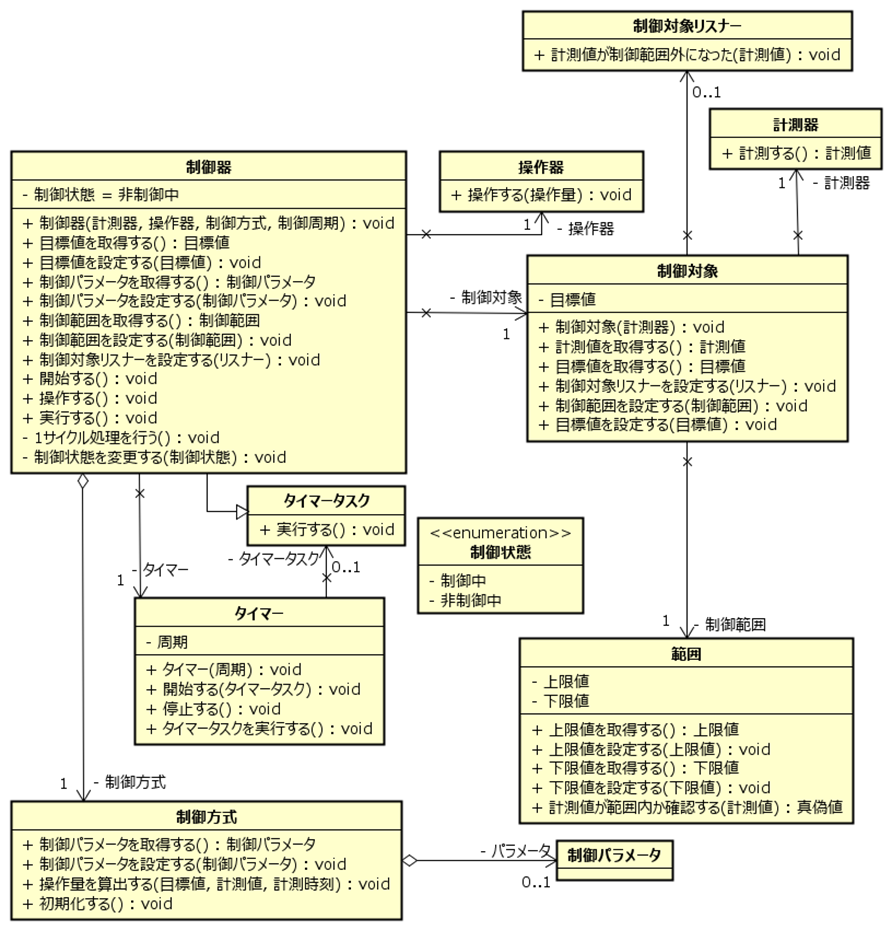 制御対象リスナー
+ 計測値が制御範囲外になった(計測値) : void
0..1
計測器
+ 計測する() : 計測値
1
- 計測器
制御器
- 制御状態 = 非制御中
+ 制御器(計測器, 操作器, 制御方式, 制御周期) : void
+ 目標値を取得する() : 目標値
+ 目標値を設定する(目標値) : void
+ 制御パラメータを取得する() : 制御パラメータ
+ 制御パラメータを設定する(制御パラメータ) : void
+ 制御範囲を取得する() : 制御範囲
+ 制御範囲を設定する(制御範囲) : void
+ 制御対象リスナーを設定する(リスナー) : void
+ 開始する() : void
+ 操作する() : void
+ 実行する() : void
- 1サイクル処理を行う() : void
- 制御状態を変更する(制御状態) : void
操作器
+ 操作する(操作量) : void
1
- 操作器
- 制御対象
1
制御対象
- 目標値
+ 制御対象(計測器) : void
+ 計測値を取得する() : 計測値
+ 目標値を取得する() : 目標値
+ 制御対象リスナーを設定する(リスナー) : void
+ 制御範囲を設定する(制御範囲) : void
+ 目標値を設定する(目標値) : void
タイマータスク
+ 実行する() : void
- タイマータスク
0..1
- タイマー
1
<<enumeration>>
制御状態
- 制御中
- 非制御中
タイマー
- 周期
+ タイマー(周期) : void
+ 開始する(タイマータスク) : void
+ 停止する() : void
+ タイマータスクを実行する() : void
1
- 制御範囲
範囲
- 上限値
- 下限値
+ 上限値を取得する() : 上限値
+ 上限値を設定する(上限値) : void
+ 下限値を取得する() : 下限値
+ 下限値を設定する(下限値) : void
+ 計測値が範囲内か確認する(計測値) : 真偽値
1
- 制御方式
制御方式
+ 制御パラメータを取得する() : 制御パラメータ
+ 制御パラメータを設定する(制御パラメータ) : void
+ 操作量を算出する(目標値, 計測値, 計測時刻) : void
+ 初期化する() : void
- パラメータ
0..1
制御パラメータ